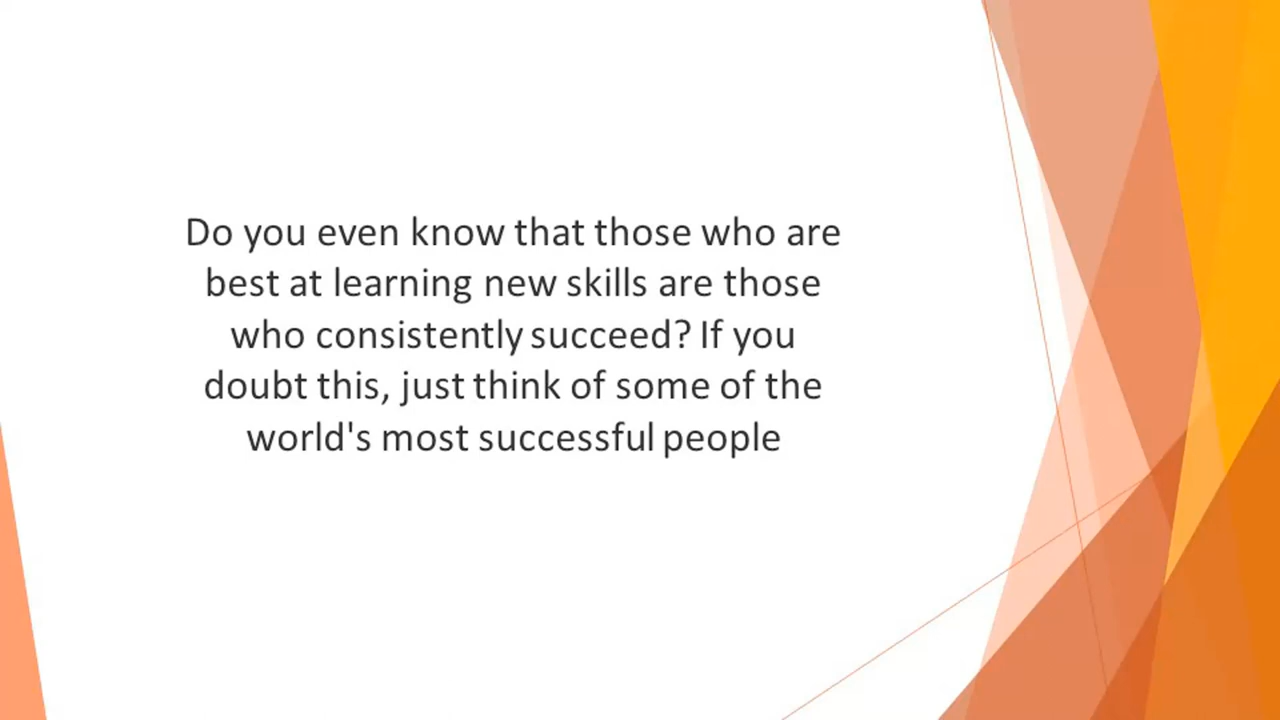 Do you even know that those who are
best at learning new skills are those
who consistently succeed? If you
doubt this, just think of some of the
world's most successful people